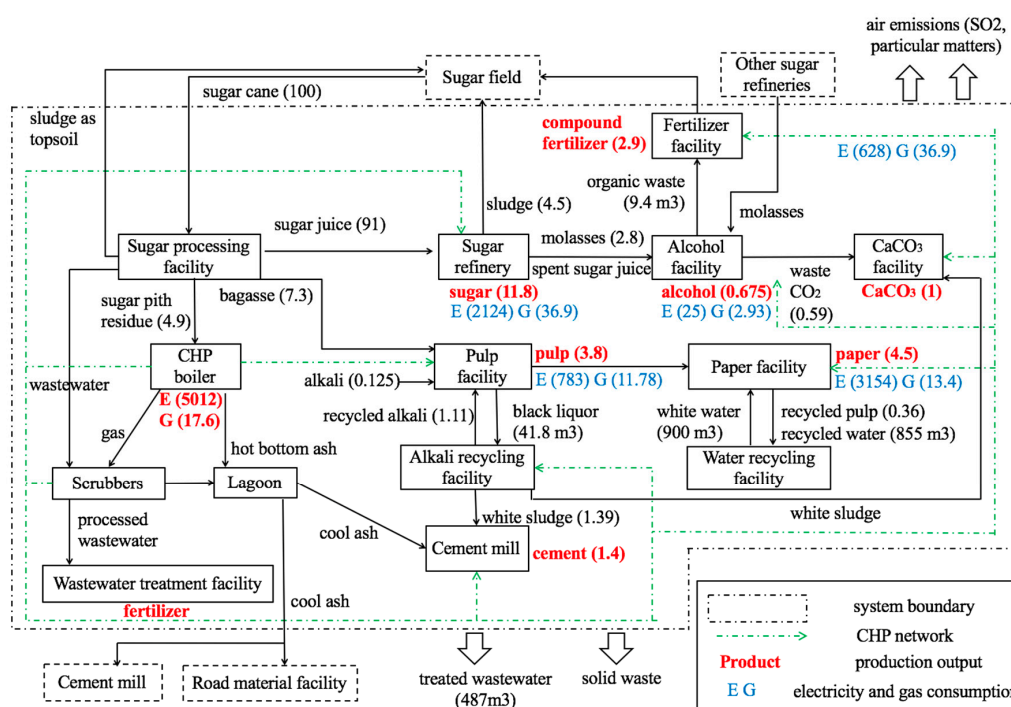 air emissions (SO2,
particular matters)
Sugar field
Other sugar
refineries
sugar cane (100)
sludge as
topsoil
compound
fertilizer (2.9)
Fertilizer
facility
E (628) G (36.9)
organic waste
(9.4 m3)
sludge (4.5)
molasses
sugar juice (91)
Sugar processing
facility
Sugar
refinery
molasses (2.8)
spent sugar juice
Alcohol
facility
CaCO3
facility
waste
CO2
(0.59)
sugar (11.8)
E (2124) G (36.9)
alcohol (0.675)
E (25) G (2.93)
CaCO3 (1)
bagasse (7.3)
sugar pith
residue (4.9)
CHP
boiler
E (5012)
G (17.6)
wastewater
alkali (0.125)
Pulp
facility
pulp (3.8)
E (783) G (11.78)
Paper facility
paper (4.5)
E (3154) G (13.4)
recycled alkali (1.11)
black liquor
(41.8 m3)
white water
(900 m3)
recycled pulp (0.36)
recycled water (855 m3)
gas
hot bottom ash
Alkali recycling
facility
Water recycling
facility
Scrubbers
Lagoon
white sludge
white sludge (1.39)
processed
wastewater
cool ash
Cement mill
cement (1.4)
Wastewater treatment facility
fertilizer
cool ash
Cement mill
Road material facility
treated wastewater
(487m3)
solid waste
system boundary
CHP network
Product
production output
E G
electricity and gas consumption